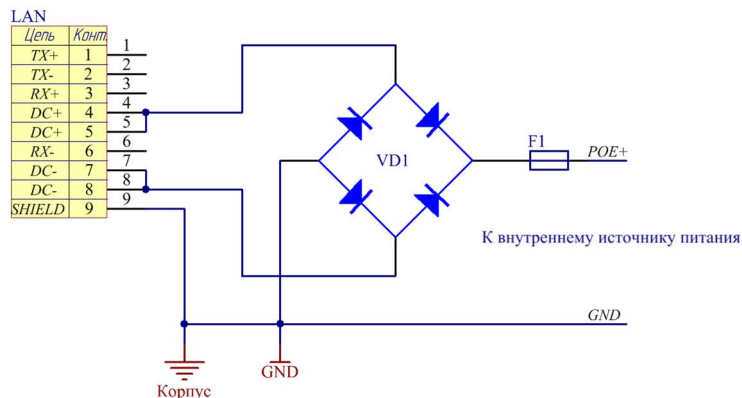 LAN
Цепь Конт.
TX+ 1 1
TX- 2 2
RX+ 3 3
DC+ 4 4
DC+ 5 5
RX- 6 6
DC- 7 7
DC- 8 8
SHIELD 9 9
VD1
F1
POE+
К внутреннему источнику питания
GND
Корпус
GND